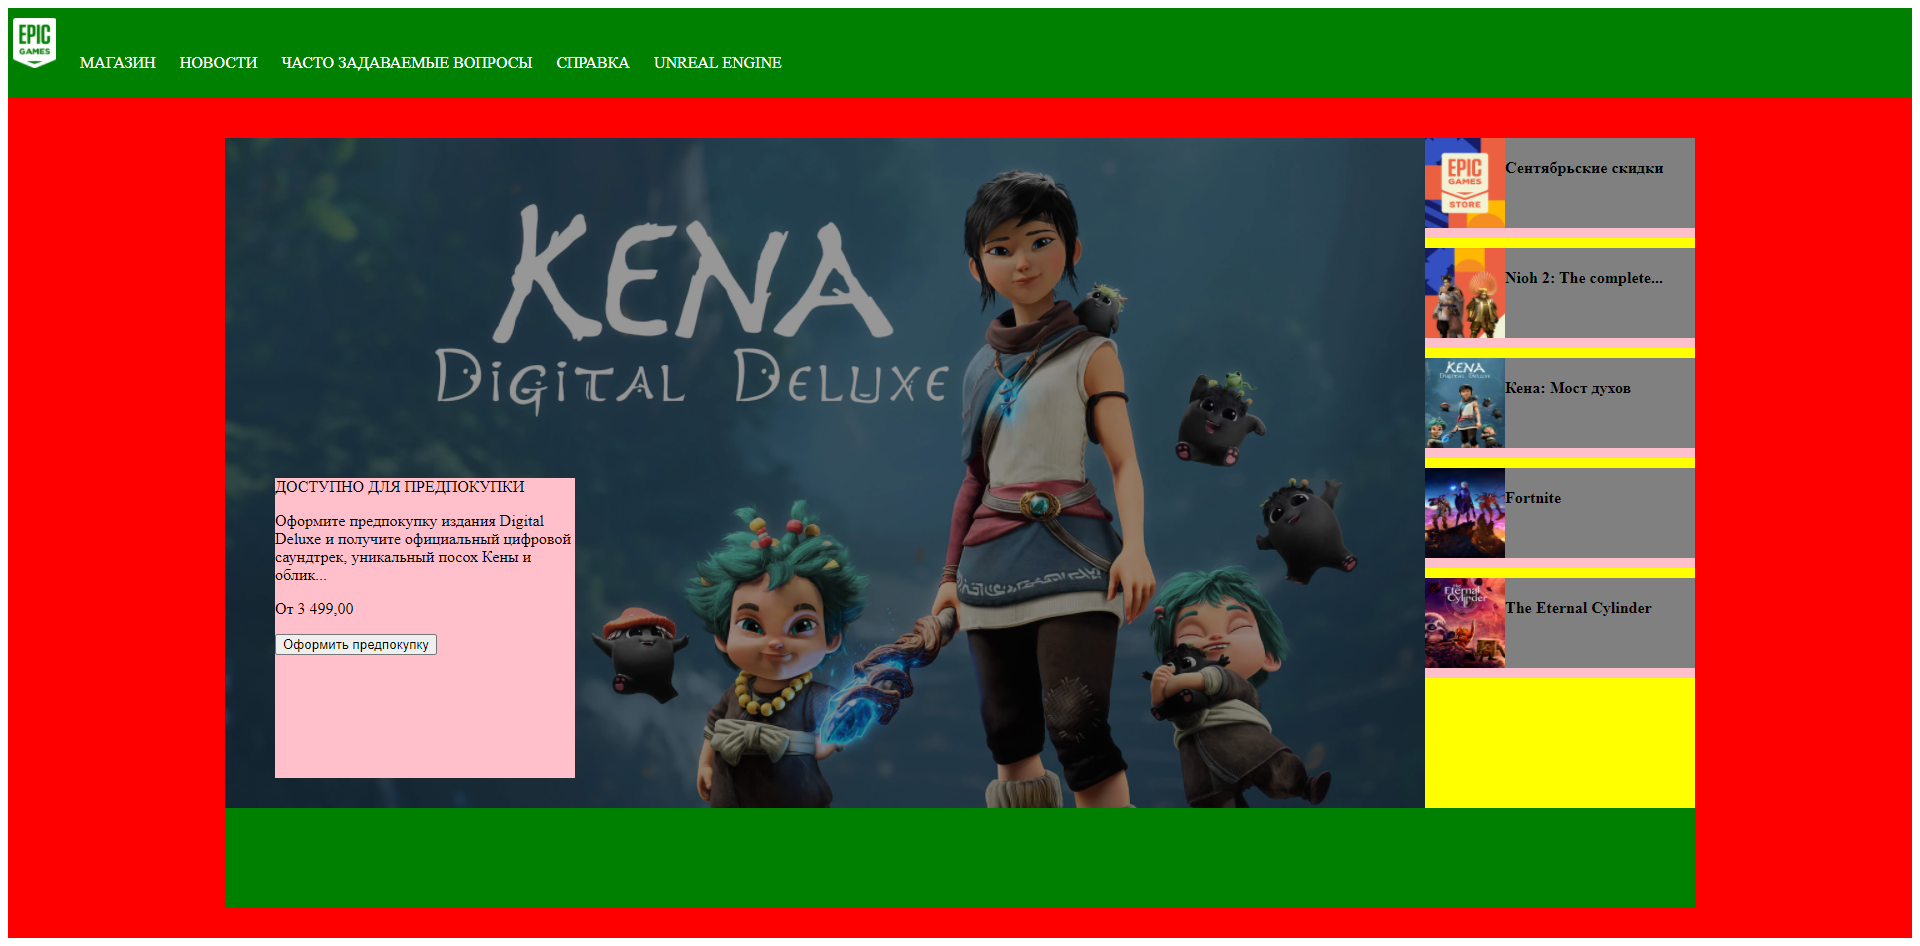 EPIC
GAMES
МАГАЗИН НОВОСТИ ЧАСТО ЗАДАВАЕМЫЕ ВОПРОСЫ СПРАВКА UNREAL ENGINE
KENA
DIGITAL DELUXE
ДОСТУПНО ДЛЯ ПРЕДПОКУПКИ
Оформите предпокупку издания Digital
Deluxe и получите официальный цифровой
саундтрек, уникальный посох Кены и
облик...
От 3 499,00
Оформить предпокупку
EPIC
GAMES
STORE
Сентябрьские скидки
Nioh 2: The complete...
KENA
DIGITAL DELUXE
Кена: Мост духов
Fortnite
The Eternal Cylinder
The Eternal Cylinder